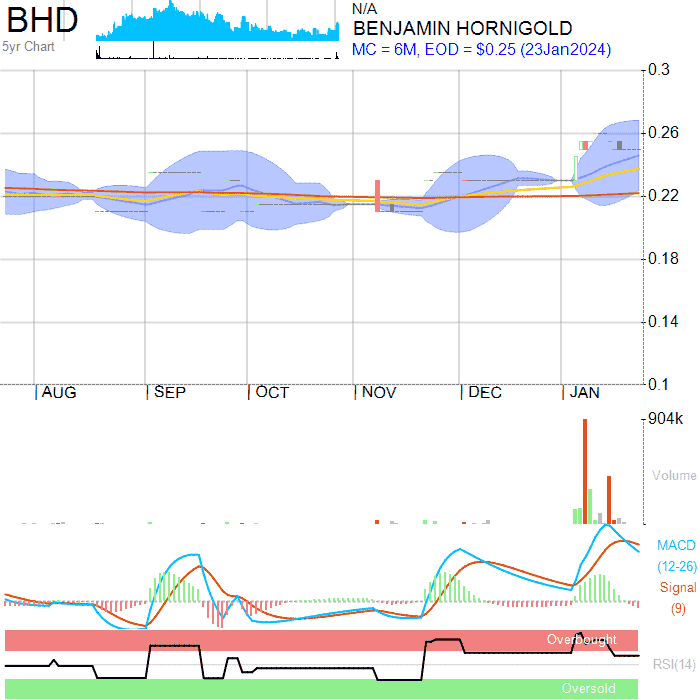 BHD
5yr Chart
N/A
BENJAMIN HORNIGOLD
MC = 6M, EOD = $0.25 (23Jan2024)
0.3
0.26
0.22
0.18
0.14
0.1
AUG SEP OCT NOV DEC JAN
904k
Volume
MACD
(12-26)
Signal
(9)
Overbought
RSI(14)
Oversold